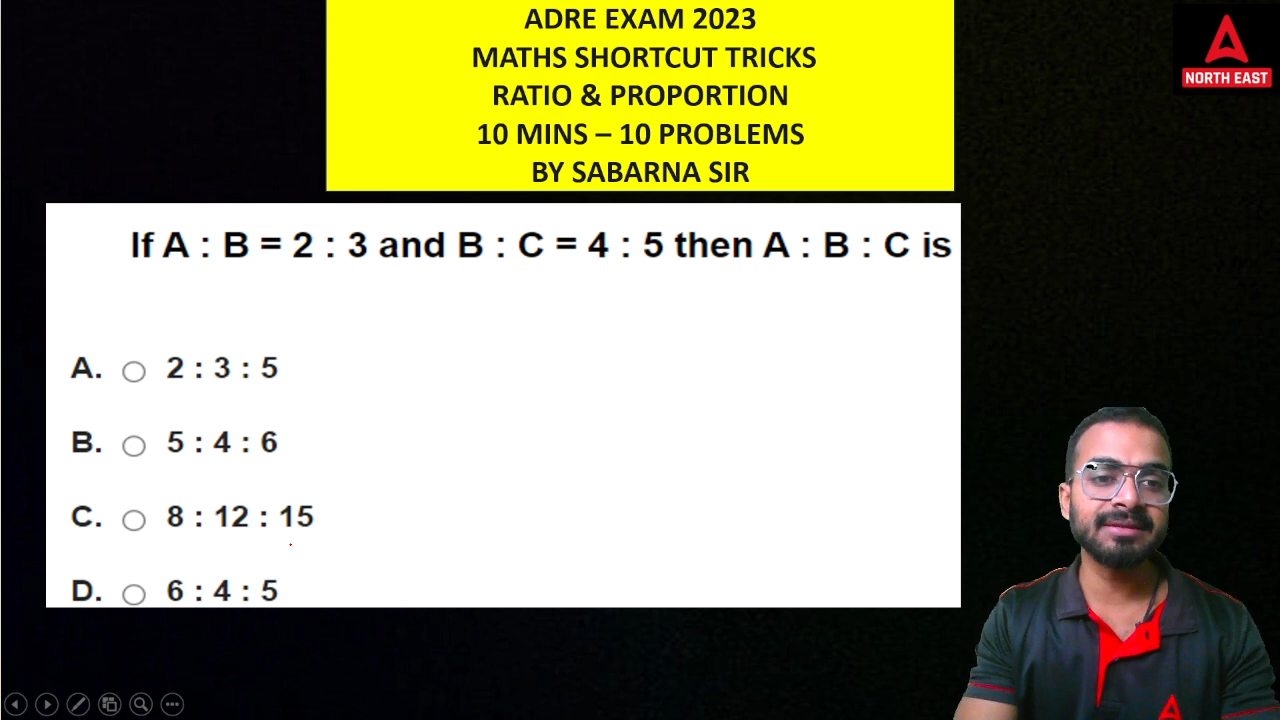 ADRE EXAM 2023
MATHS SHORTCUT TRICKS
RATIO & PROPORTION
10 MINS – 10 PROBLEMS
BY SABARNA SIR
NORTH EAST
If A : B = 2 : 3 and B : C = 4 : 5 then A : B : C is
A. 2 : 3 : 5
B. 5 : 4 : 6
C. 8 : 12 : 15
D. 6 : 4 : 5